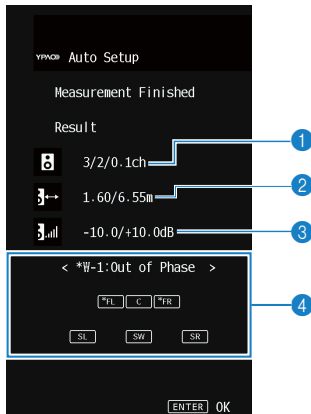 YPAO Auto Setup
Measurement Finished
Result
3/2/0.1ch
1
1.60/6.55m
2
-10.0/+10.0dB
3
< *W-1:Out of Phase >
*FL C *FR
4
SL SW SR
ENTER OK